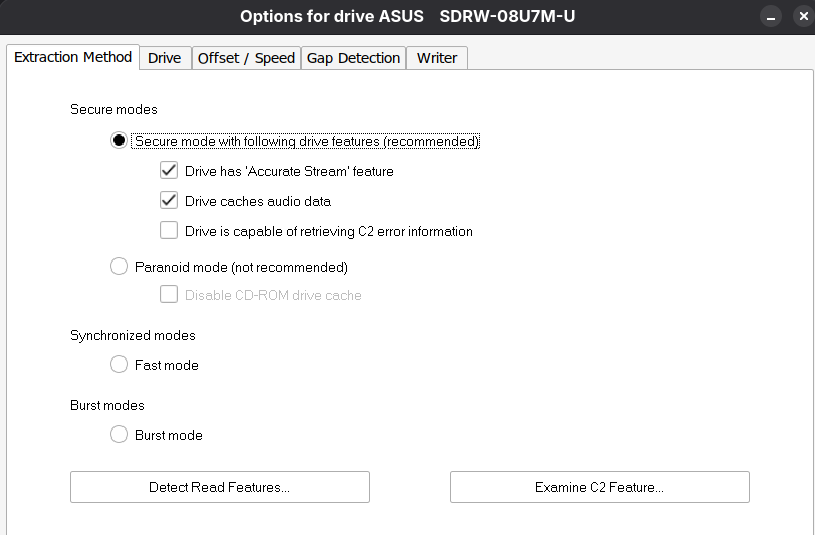 Options for drive ASUS SDRW-08U7M-U
Extraction Method Drive Offset / Speed Gap Detection Writer
Secure modes
Secure mode with following drive features (recommended)
Drive has 'Accurate Stream' feature
Drive caches audio data
Drive is capable of retrieving C2 error information
Paranoid mode (not recommended)
Disable CD-ROM drive cache
Synchronized modes
Fast mode
Burst modes
Burst mode
Detect Read Features... Examine C2 Feature...